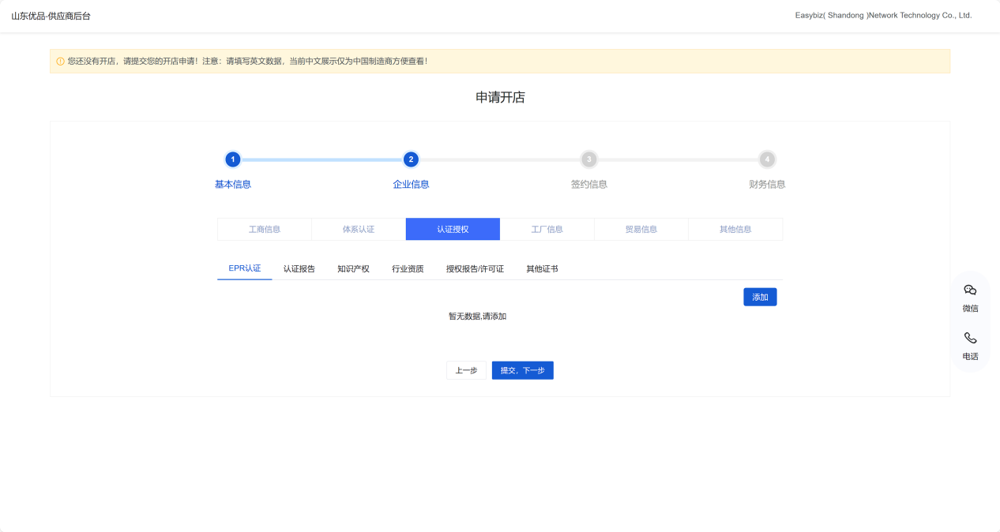 山东优品-供应商后台
Easybiz( Shandong )Network Technology Co., Ltd.
您还没有开店，请提交您的开店申请！注意：请填写英文数据，当前中文展示仅为中国制造商方便查看！
申请开店
1 2 3 4
基本信息 企业信息 签约信息 财务信息
工商信息 体系认证 认证授权 工厂信息 贸易信息 其他信息
EPR认证 认证报告 知识产权 行业资质 授权报告/许可证 其他证书
添加
暂无数据,请添加
上一步 提交，下一步
微信
电话